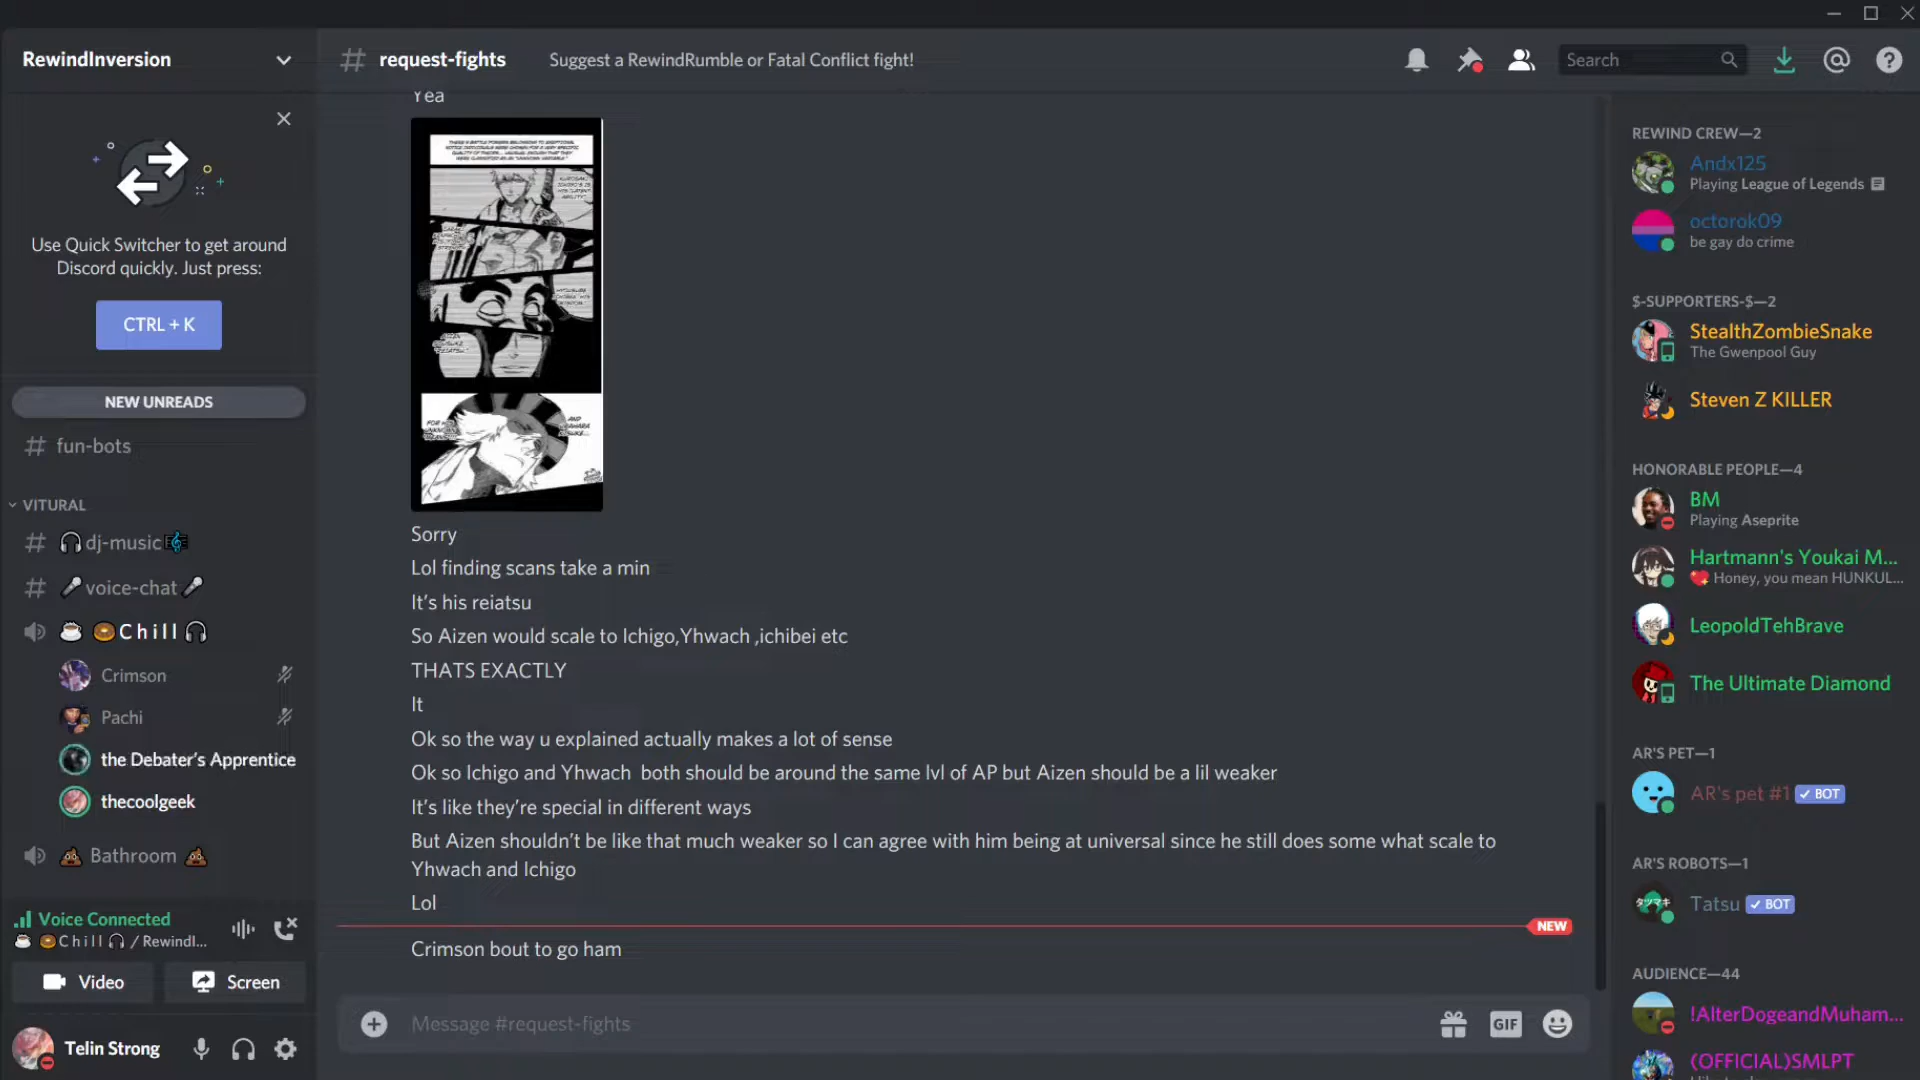 RewindInversion
request-fights
Suggest a RewindRumble or Fatal Conflict fight!
Search
Use Quick Switcher to get around
Discord quickly. Just press:
CTRL + K
NEW UNREADS
fun-bots
VITURAL
dj-music
voice-chat
Chill
Crimson
Pachi
the Debater's Apprentice
thecoolgeek
Bathroom
Voice Connected
Chill / RewindI...
Video
Screen
Telin Strong
Yea
THERE IS BATTLE POWERS BELONGING TO
AND
Sorry
Lol finding scans take a min
It's his reiatsu
So Aizen would scale to Ichigo,Yhwach ,ichibei etc
THATS EXACTLY
It
Ok so the way u explained actually makes a lot of sense
Ok so Ichigo and Yhwach both should be around the same lvl of AP but Aizen should be a lil weaker
It's like they're special in different ways
But Aizen shouldn't be like that much weaker so I can agree with him being at universal since he still does some what scale to
Yhwach and Ichigo
Lol
NEW
Crimson bout to go ham
Message #request-fights
GIF
REWIND CREW—2
Andx125
Playing League of Legends
octorok09
be gay do crime
$-SUPPORTERS-$—2
StealthZombieSnake
The Gwenpool Guy
Steven Z KILLER
HONORABLE PEOPLE—4
BM
Playing Aseprite
Hartmann's Youkai M...
Honey, you mean HUNKUL...
LeopoldTehBrave
The Ultimate Diamond
AR'S PET—1
AR's pet #1 BOT
AR'S ROBOTS—1
Tatsu BOT
AUDIENCE—44
!AlterDogeandMuham...
(OFFICIAL)SMLPT